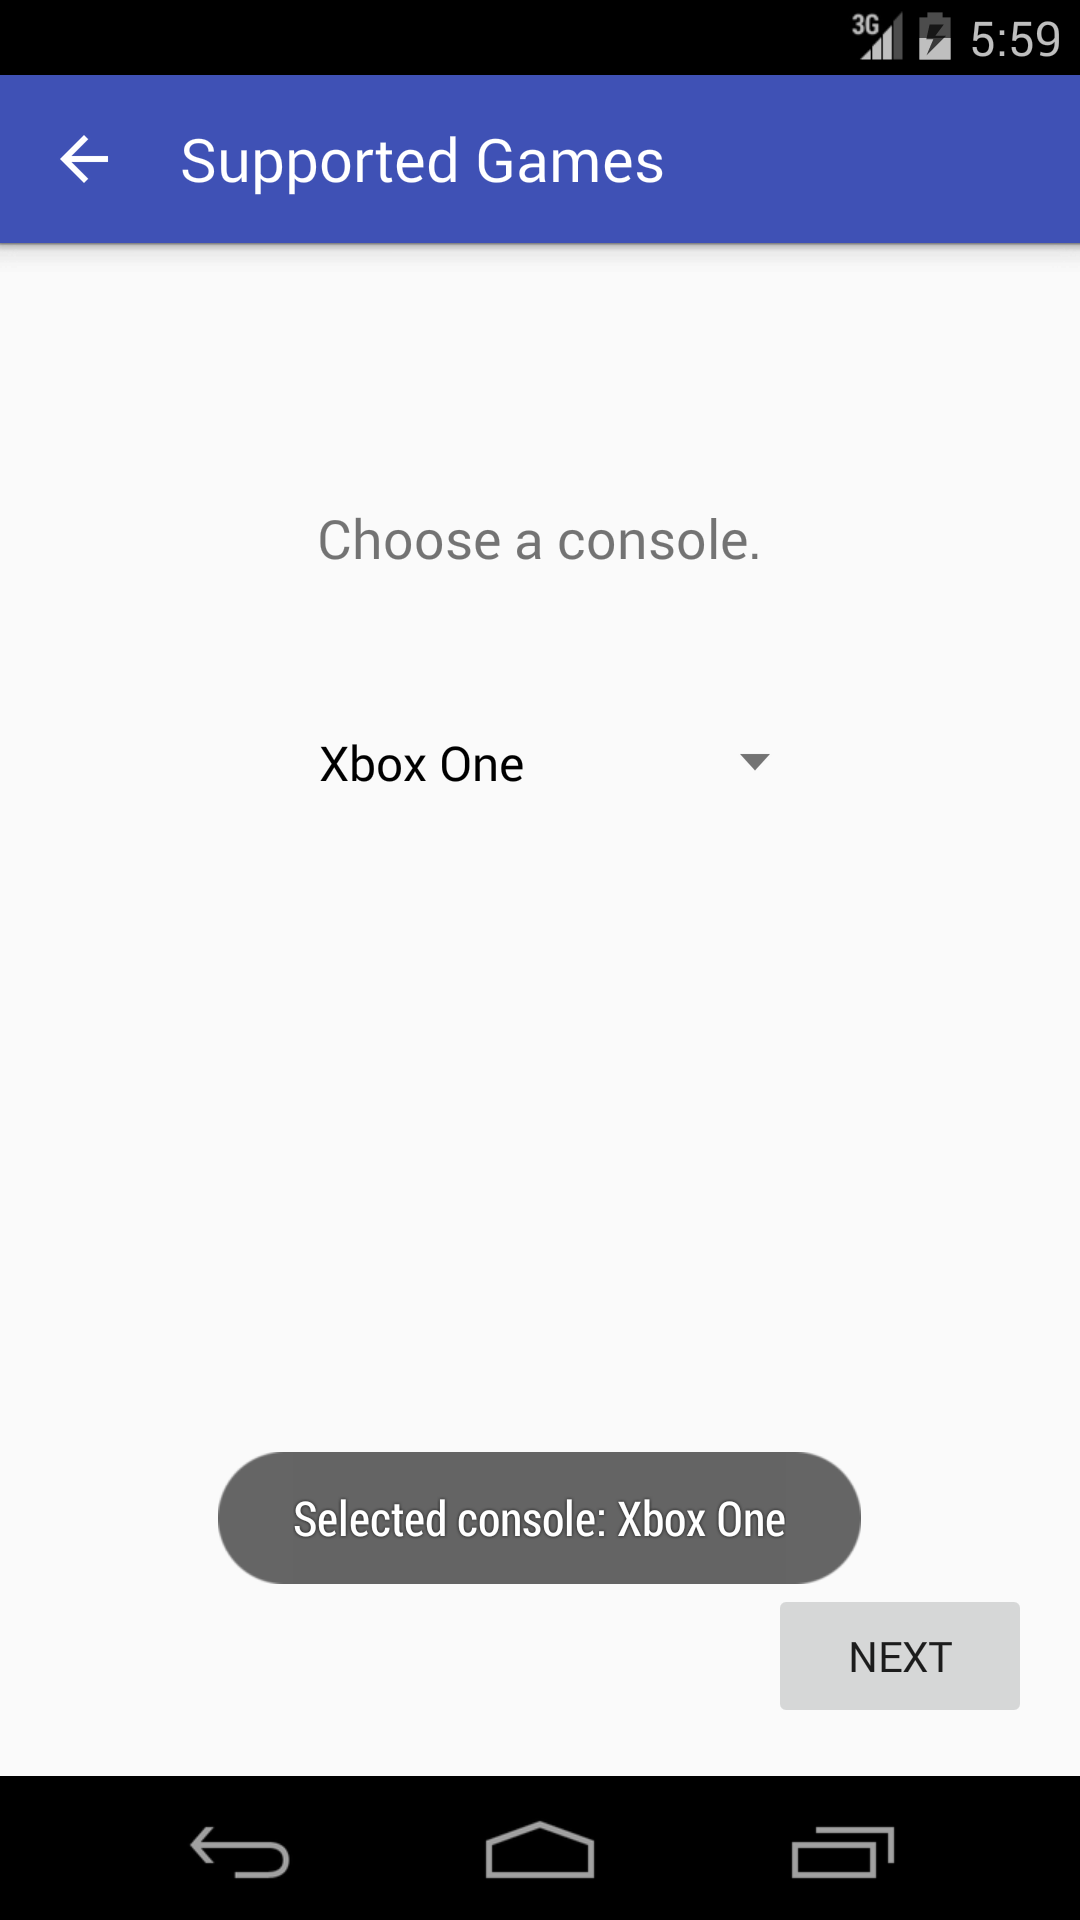 3G 5:59
Supported Games
Choose a console.
Xbox One
Selected console: Xbox One
NEXT